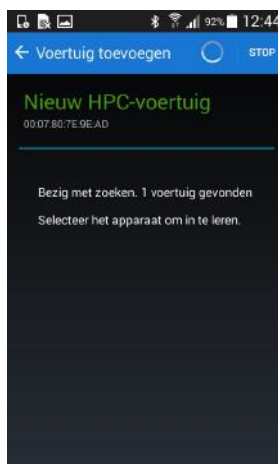 92% 12:44
← Voertuig toevoegen STOP
Nieuw HPC-voertuig
00:07:80:7E:9E:AD
Bezig met zoeken. 1 voertuig gevonden
Selecteer het apparaat om in te leren.